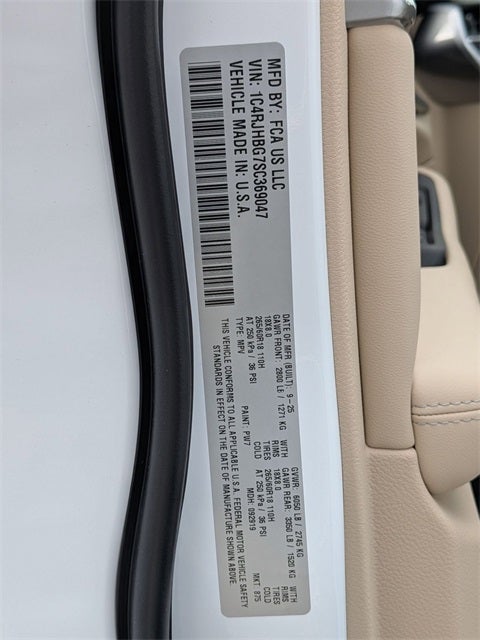 MFD BY: FCA US LLC
VIN: 1C4RJHBG7SC369047
VEHICLE MADE IN: U.S.A.
DATE OF MFR (BUILT): 9-25 GVWR: 6050 LB / 2745 KG
GAWR FRONT: 2800 LB / 1271 KG WITH GAWR REAR: 3350 LB / 1520 KG WITH
18X8.0 RIMS 18X8.0 RIMS
265/60R18 110H TIRES 265/60R18 110H TIRES
AT 250 kPa / 36 PSI COLD AT 250 kPa / 36 PSI COLD
TYPE: MPV PAINT: PW7 MDH: 092919 MKT: 875
THIS VEHICLE CONFORMS TO ALL APPLICABLE U.S.A. FEDERAL MOTOR VEHICLE SAFETY
STANDARDS IN EFFECT ON THE DATE OF MANUFACTURE SHOWN ABOVE.